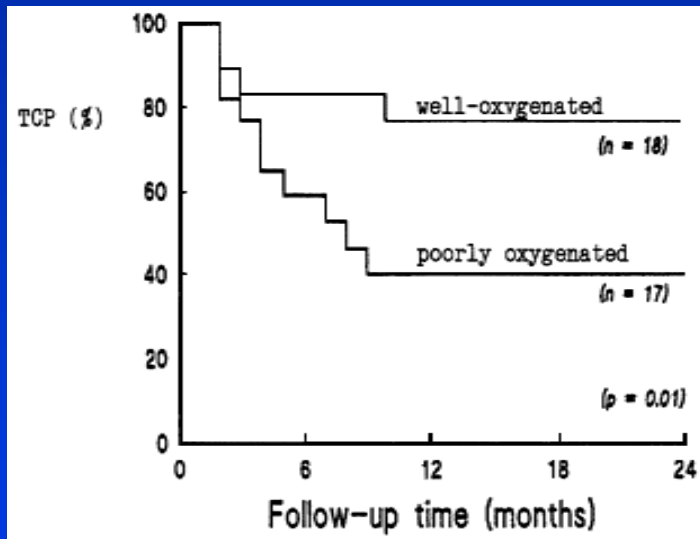 100
80
TCP (%)
60
40
20
0
well-oxygenated
(n = 18)
poorly oxygenated
(n = 17)
(p = 0.01)
0 6 12 18 24
Follow-up time (months)